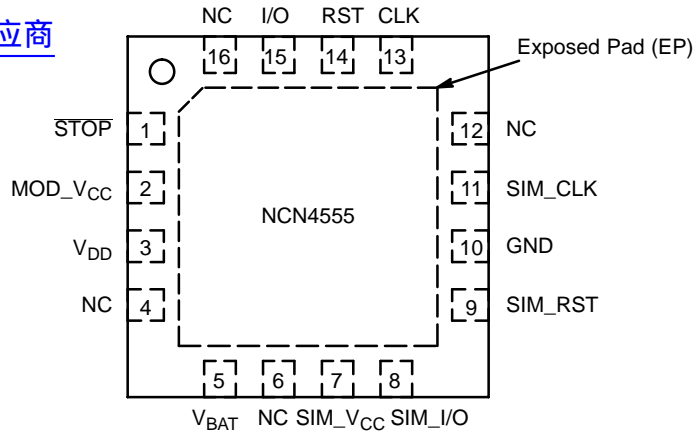 应商
NC I/O RST CLK
16 15 14 13
Exposed Pad (EP)
STOP 1
12 NC
MOD_VCC 2
11 SIM_CLK
NCN4555
VDD 3
10 GND
NC 4
9 SIM_RST
5 6 7 8
VBAT NC SIM_VCC SIM_I/O